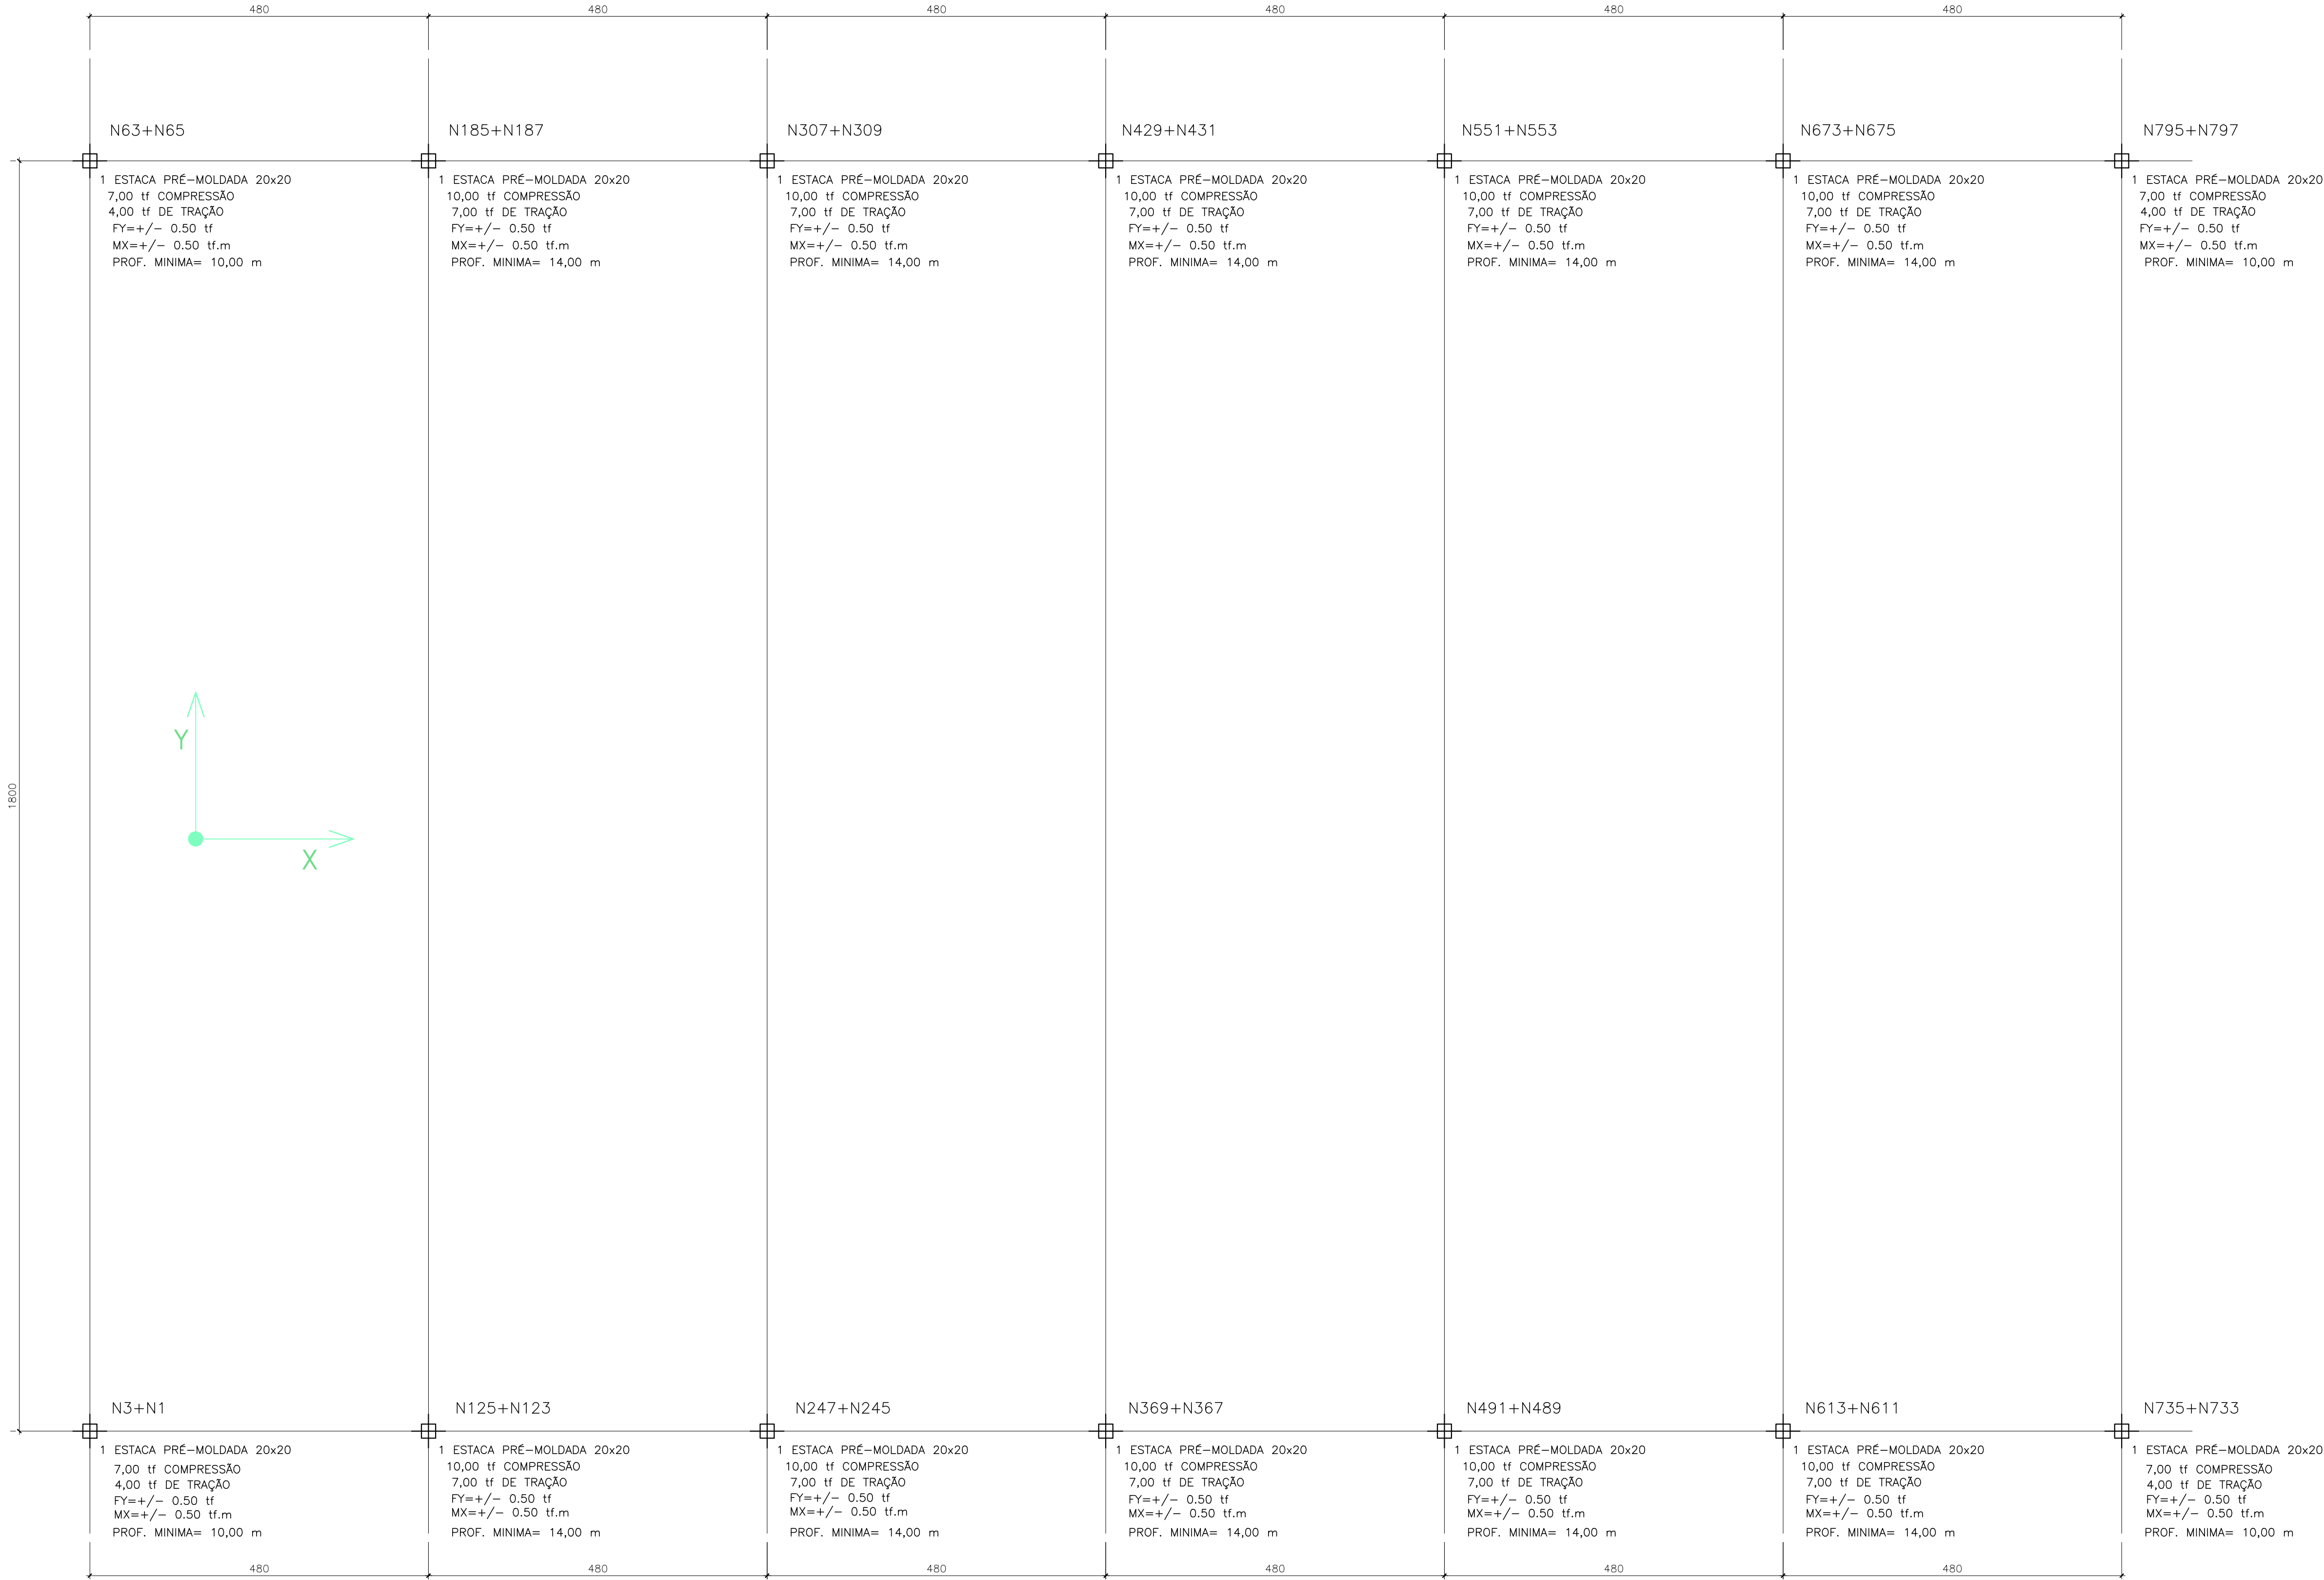 480 480 480 480 480 480
N63+N65
1 ESTACA PRÉ-MOLDADA 20x20
7,00 tf COMPRESSÃO
4,00 tf DE TRAÇÃO
FY=+/- 0.50 tf
MX=+/- 0.50 tf.m
PROF. MINIMA= 10,00 m
N185+N187
1 ESTACA PRÉ-MOLDADA 20x20
10,00 tf COMPRESSÃO
7,00 tf DE TRAÇÃO
FY=+/- 0.50 tf
MX=+/- 0.50 tf.m
PROF. MINIMA= 14,00 m
N307+N309
1 ESTACA PRÉ-MOLDADA 20x20
10,00 tf COMPRESSÃO
7,00 tf DE TRAÇÃO
FY=+/- 0.50 tf
MX=+/- 0.50 tf.m
PROF. MINIMA= 14,00 m
N429+N431
1 ESTACA PRÉ-MOLDADA 20x20
10,00 tf COMPRESSÃO
7,00 tf DE TRAÇÃO
FY=+/- 0.50 tf
MX=+/- 0.50 tf.m
PROF. MINIMA= 14,00 m
N551+N553
1 ESTACA PRÉ-MOLDADA 20x20
10,00 tf COMPRESSÃO
7,00 tf DE TRAÇÃO
FY=+/- 0.50 tf
MX=+/- 0.50 tf.m
PROF. MINIMA= 14,00 m
N673+N675
1 ESTACA PRÉ-MOLDADA 20x20
10,00 tf COMPRESSÃO
7,00 tf DE TRAÇÃO
FY=+/- 0.50 tf
MX=+/- 0.50 tf.m
PROF. MINIMA= 14,00 m
N795+N797
1 ESTACA PRÉ-MOLDADA 20x20
7,00 tf COMPRESSÃO
4,00 tf DE TRAÇÃO
FY=+/- 0.50 tf
MX=+/- 0.50 tf.m
PROF. MINIMA= 10,00 m
Y
1800
X
N3+N1
1 ESTACA PRÉ-MOLDADA 20x20
7,00 tf COMPRESSÃO
4,00 tf DE TRAÇÃO
FY=+/- 0.50 tf
MX=+/- 0.50 tf.m
PROF. MINIMA= 10,00 m
N125+N123
1 ESTACA PRÉ-MOLDADA 20x20
10,00 tf COMPRESSÃO
7,00 tf DE TRAÇÃO
FY=+/- 0.50 tf
MX=+/- 0.50 tf.m
PROF. MINIMA= 14,00 m
N247+N245
1 ESTACA PRÉ-MOLDADA 20x20
10,00 tf COMPRESSÃO
7,00 tf DE TRAÇÃO
FY=+/- 0.50 tf
MX=+/- 0.50 tf.m
PROF. MINIMA= 14,00 m
N369+N367
1 ESTACA PRÉ-MOLDADA 20x20
10,00 tf COMPRESSÃO
7,00 tf DE TRAÇÃO
FY=+/- 0.50 tf
MX=+/- 0.50 tf.m
PROF. MINIMA= 14,00 m
N491+N489
1 ESTACA PRÉ-MOLDADA 20x20
10,00 tf COMPRESSÃO
7,00 tf DE TRAÇÃO
FY=+/- 0.50 tf
MX=+/- 0.50 tf.m
PROF. MINIMA= 14,00 m
N613+N611
1 ESTACA PRÉ-MOLDADA 20x20
10,00 tf COMPRESSÃO
7,00 tf DE TRAÇÃO
FY=+/- 0.50 tf
MX=+/- 0.50 tf.m
PROF. MINIMA= 14,00 m
N735+N733
1 ESTACA PRÉ-MOLDADA 20x20
7,00 tf COMPRESSÃO
4,00 tf DE TRAÇÃO
FY=+/- 0.50 tf
MX=+/- 0.50 tf.m
PROF. MINIMA= 10,00 m
480 480 480 480 480 480